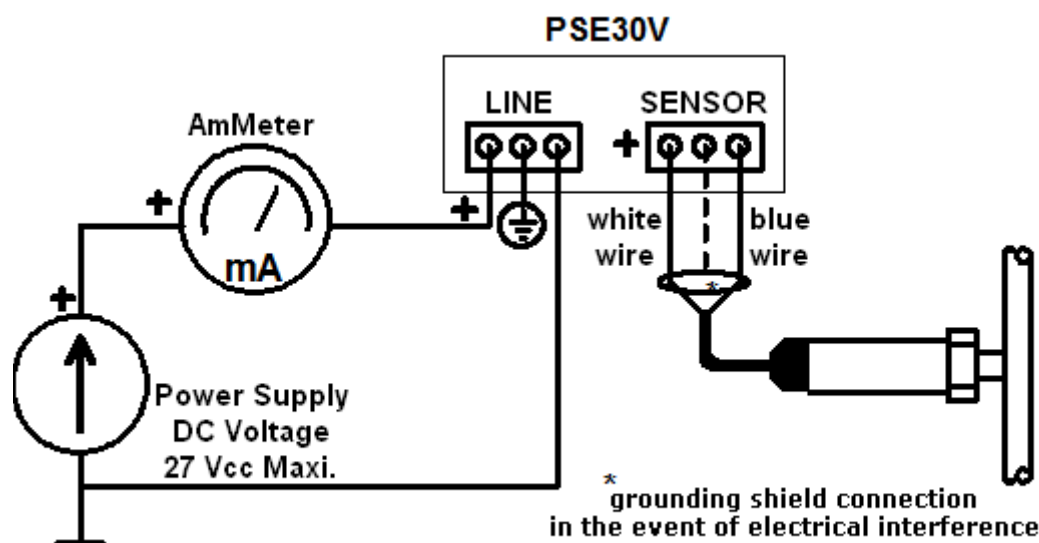 PSE30V
LINE
SENSOR
AmMeter
+
+
+
mA
white
wire
blue
wire
*
+
Power Supply
DC Voltage
27 Vcc Maxi.
*
grounding shield connection
in the event of electrical interference